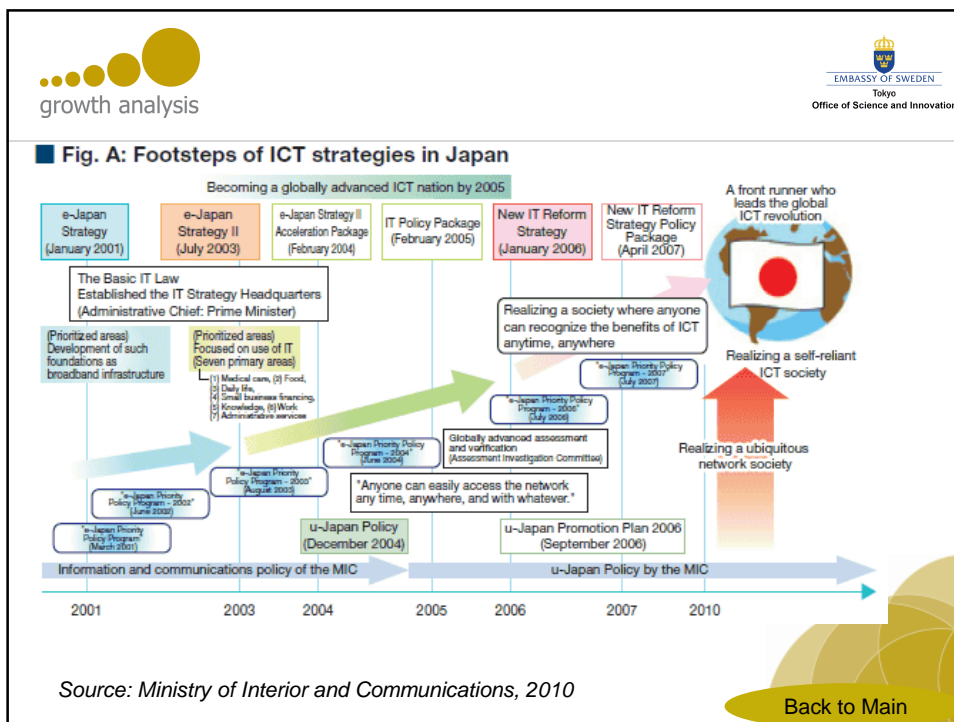 growth analysis
EMBASSY OF SWEDEN
Tokyo
Office of Science and Innovation
Fig. A: Footsteps of ICT strategies in Japan
Becoming a globally advanced ICT nation by 2005
e-Japan
Strategy
(January 2001)
e-Japan
Strategy II
(July 2003)
e-Japan Strategy II
Acceleration Package
(February 2004)
IT Policy Package
(February 2005)
New IT Reform
Strategy
(January 2006)
New IT Reform
Strategy Policy
Package
(April 2007)
A front runner who
leads the global
ICT revolution
The Basic IT Law
Established the IT Strategy Headquarters
(Administrative Chief: Prime Minister)
(Prioritized areas)
Development of such
foundations as
broadband infrastructure
(Prioritized areas)
Focused on use of IT
(Seven primary areas)
(1) Medical care, (2) Food,
(3) Daily life,
(4) Small business financing,
(5) Knowledge, (6) Work
(7) Administrative services
Realizing a society where anyone
can recognize the benefits of ICT
anytime, anywhere
Realizing a self-reliant
ICT society
"e-Japan Priority Policy
Program - 2007"
(July 2007)
"e-Japan Priority Policy
Program - 2006"
(July 2006)
"e-Japan Priority Policy
Program - 2004"
(June 2004)
Globally advanced assessment
and verification
(Assessment Investigation Committee)
Realizing a ubiquitous
network society
"e-Japan Priority
Policy Program - 2003"
(August 2003)
"Anyone can easily access the network
any time, anywhere, and with whatever."
"e-Japan Priority
Policy Program - 2002"
(June 2002)
"e-Japan Priority
Policy Program"
(March 2001)
u-Japan Policy
(December 2004)
u-Japan Promotion Plan 2006
(September 2006)
Information and communications policy of the MIC
u-Japan Policy by the MIC
2001
2003
2004
2005
2006
2007
2010
Source: Ministry of Interior and Communications, 2010
Back to Main